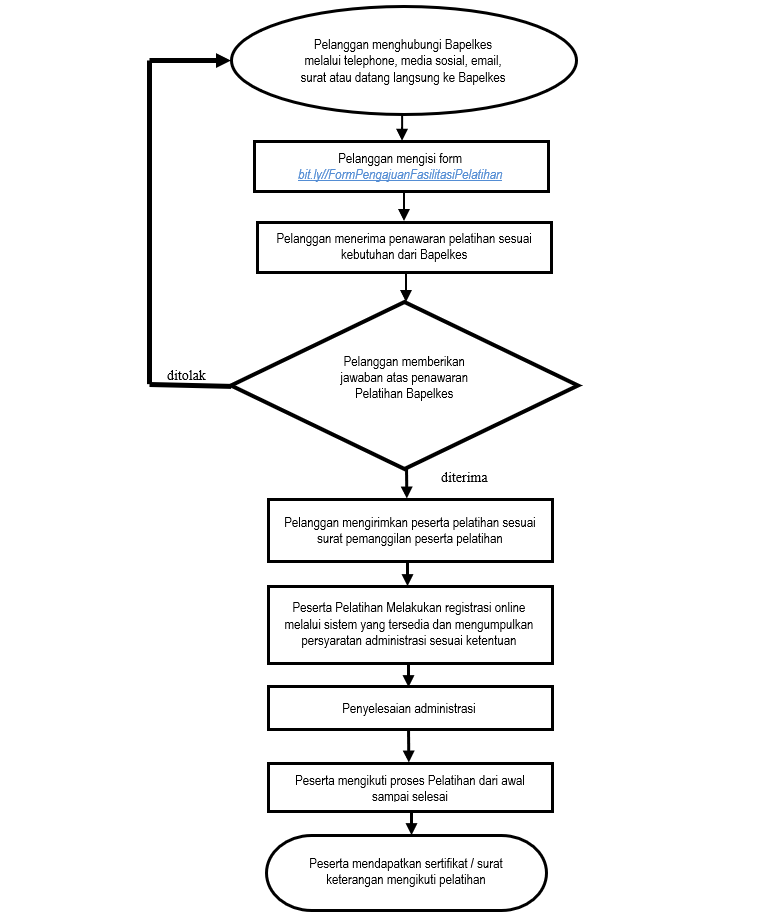 Pelanggan menghubungi Bapelkes
melalui telephone, media sosial, email,
surat atau datang langsung ke Bapelkes
Pelanggan mengisi form
bit.ly//FormPengajuanFasilitasiPelatihan
Pelanggan menerima penawaran pelatihan sesuai
kebutuhan dari Bapelkes
Pelanggan memberikan
jawaban atas penawaran
Pelatihan Bapelkes
ditolak
diterima
Pelanggan mengirimkan peserta pelatihan sesuai
surat pemanggilan peserta pelatihan
Peserta Pelatihan Melakukan registrasi online
melalui sistem yang tersedia dan mengumpulkan
persyaratan administrasi sesuai ketentuan
Penyelesaian administrasi
Peserta mengikuti proses Pelatihan dari awal
sampai selesai
Peserta mendapatkan sertifikat / surat
keterangan mengikuti pelatihan